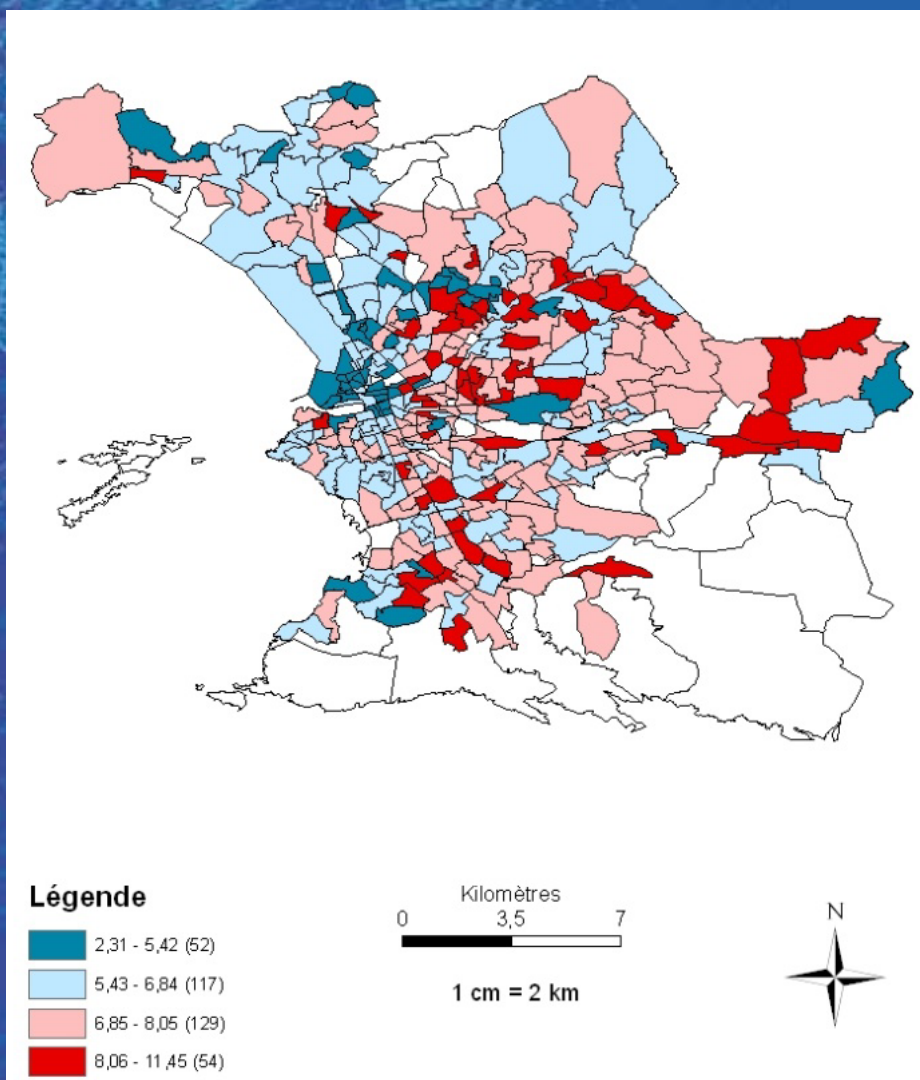 Légende
2,31 - 5,42 (52)
5,43 - 6,84 (117)
6,85 - 8,05 (129)
8,06 - 11,45 (54)
Kilomètres
0 3,5 7
1 cm = 2 km
N